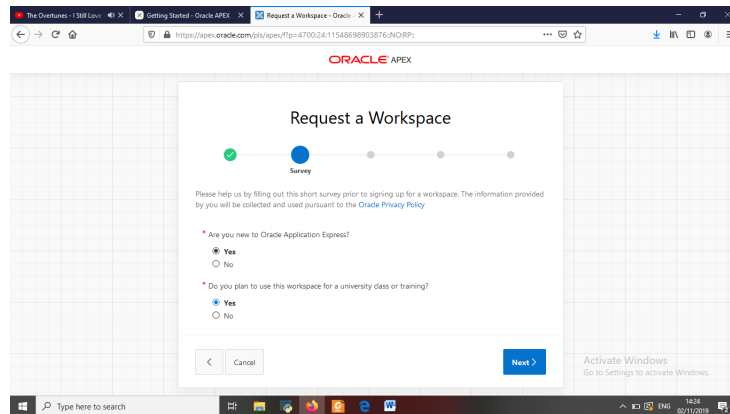 The Overtunes - I Still Love
Getting Started - Oracle APEX
Request a Workspace - Oracle
https://apex.oracle.com/pls/apex/f?p=4700:24:11548698903876::NO:RP::
ORACLE APEX
Request a Workspace
Survey
Please help us by filling out this short survey prior to signing up for a workspace. The information provided
by you will be collected and used pursuant to the Oracle Privacy Policy
* Are you new to Oracle Application Express?
Yes
No
* Do you plan to use this workspace for a university class or training?
Yes
No
Cancel
Next
Activate Windows
Go to Settings to activate Windows.
Type here to search
ENG
14:24
02/11/2019